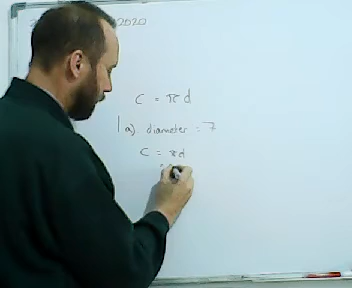 2020
C = πd
1a) diameter = 7
C = πd